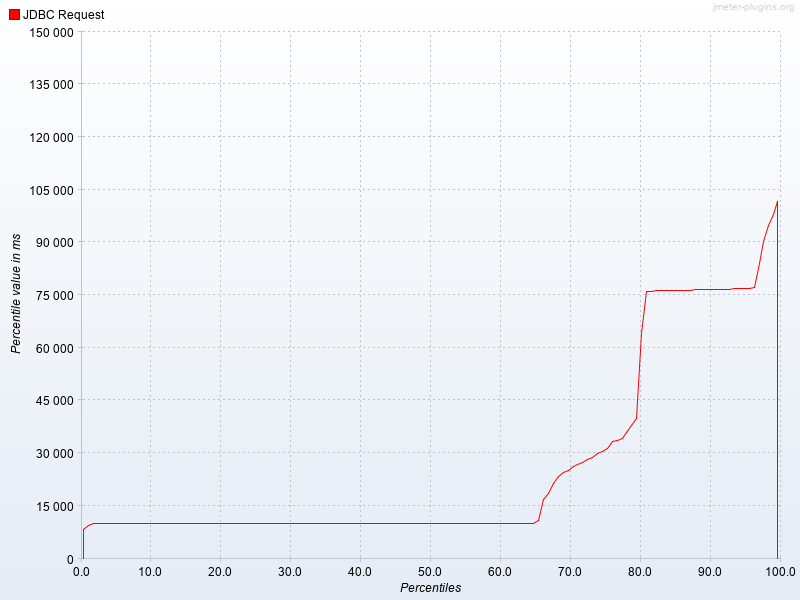 jmeter-plugins.org
JDBC Request
150 000
135 000
120 000
105 000
90 000
75 000
60 000
45 000
30 000
15 000
0
Percentile value in ms
0.0 10.0 20.0 30.0 40.0 50.0 60.0 70.0 80.0 90.0 100.0
Percentiles